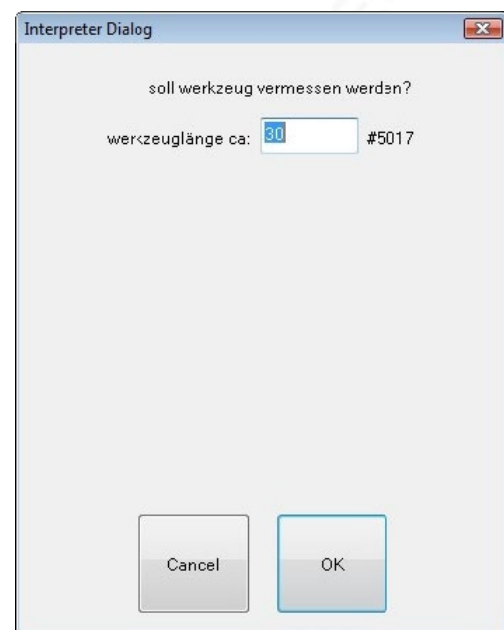 Interpreter Dialog
soll werkzeug vermessen werden?
werkzeuglänge ca: 30 #5017
Cancel OK